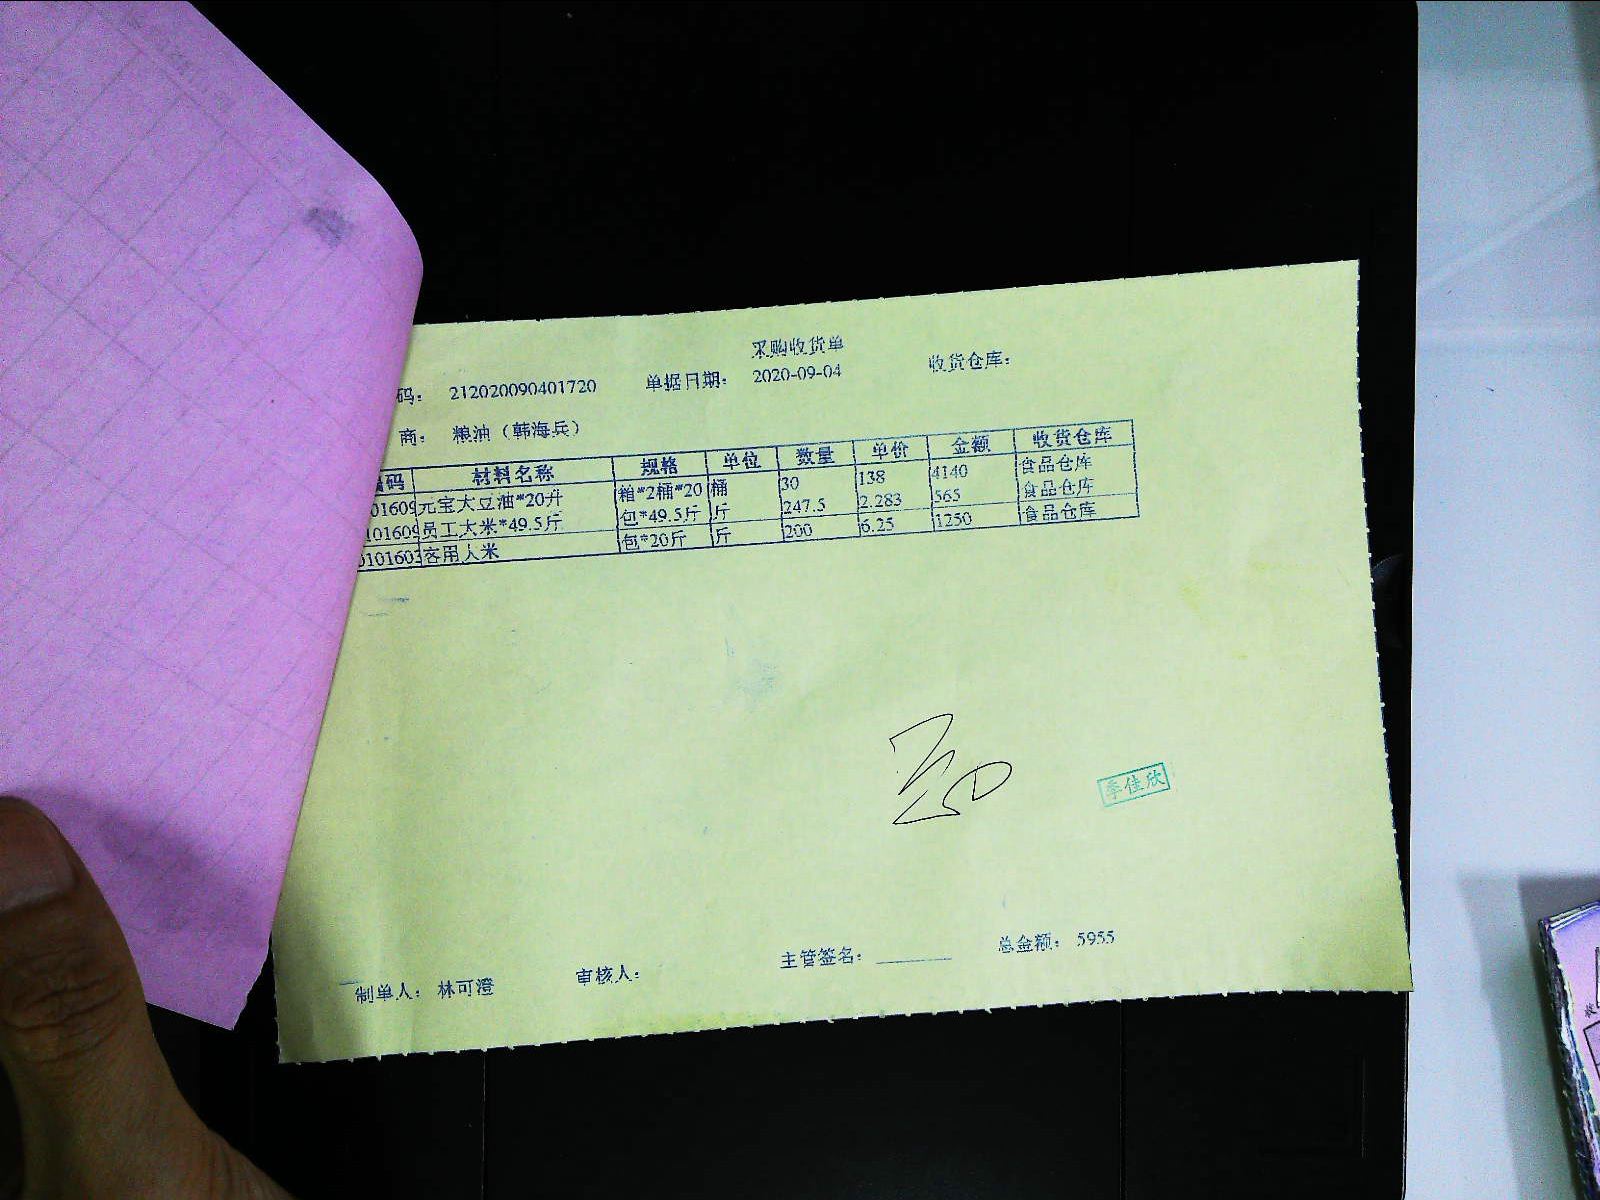 采购收货单
码： 212020090401720 单据日期： 2020-09-04 收货仓库：
商： 粮油（韩海兵）
编码 材料名称 规格 单位 数量 单价 金额 收货仓库
01609 元宝大豆油*20升 箱*2桶*20 桶 30 138 4140 食品仓库
101609 员工大米*49.5斤 包*49.5斤 斤 247.5 2.283 565 食品仓库
0101603 客用大米 包*20斤 斤 200 6.25 1250 食品仓库
季佳欣
制单人： 林可澄 审核人： 主管签名： 总金额： 5955